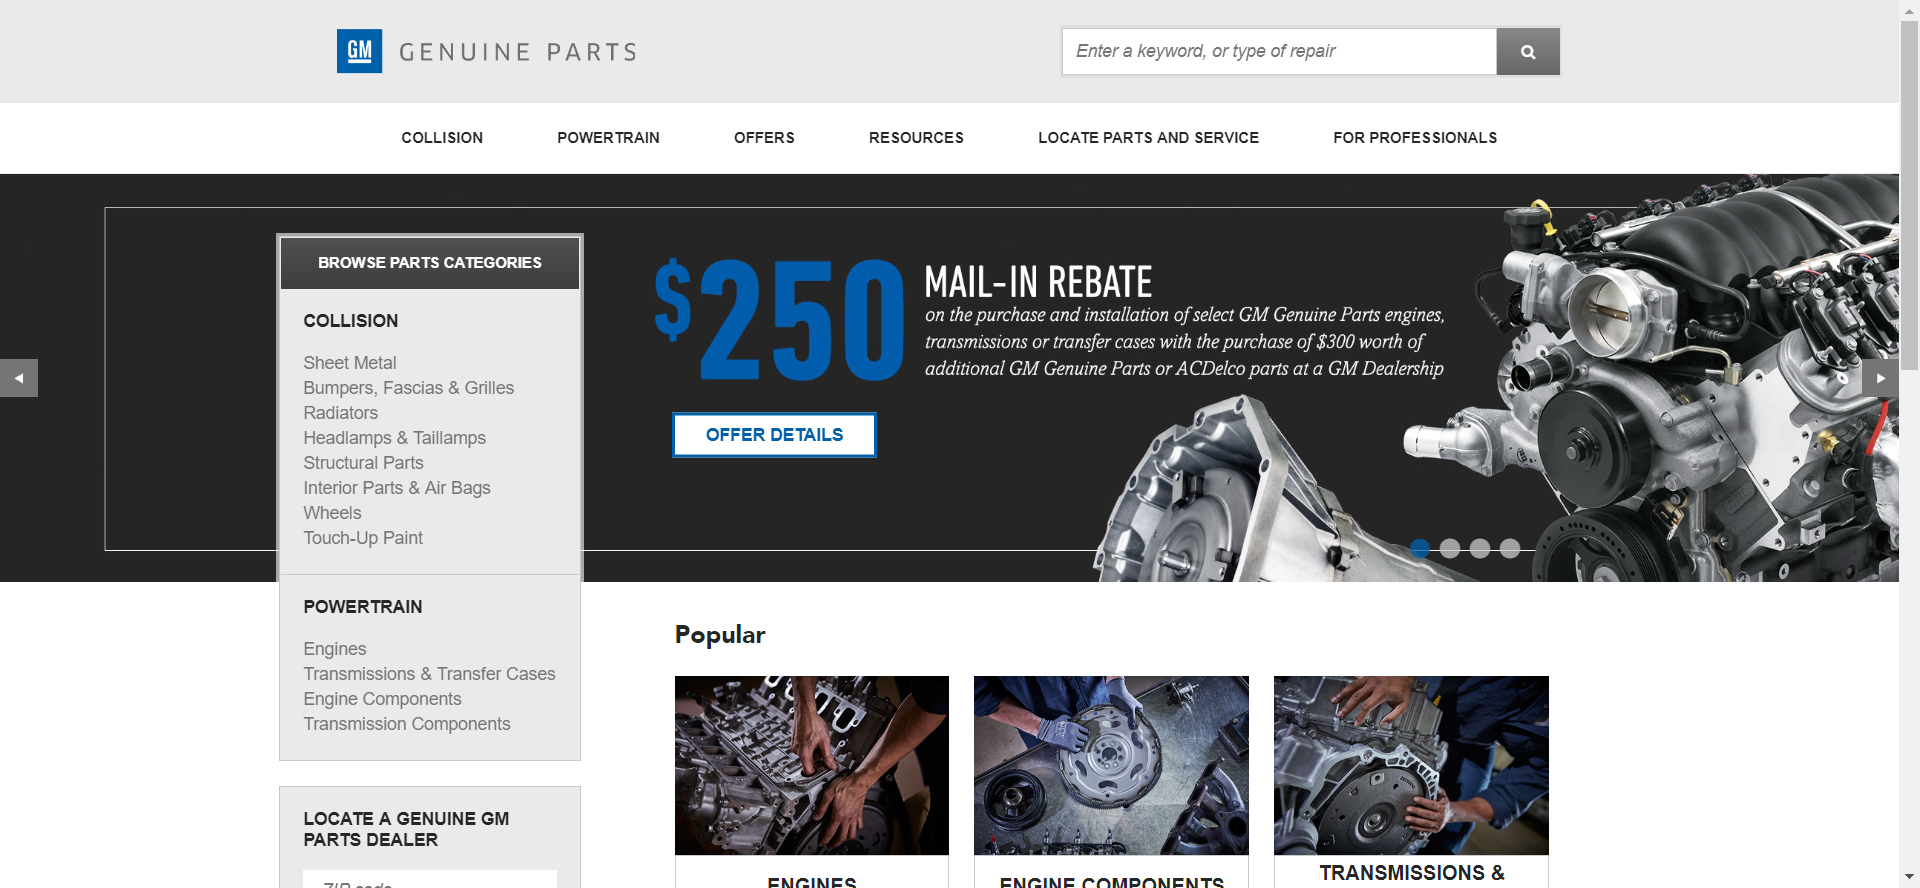 GM GENUINE PARTS
Enter a keyword, or type of repair
COLLISION POWERTRAIN OFFERS RESOURCES LOCATE PARTS AND SERVICE FOR PROFESSIONALS
BROWSE PARTS CATEGORIES
COLLISION
Sheet Metal
Bumpers, Fascias & Grilles
Radiators
Headlamps & Taillamps
Structural Parts
Interior Parts & Air Bags
Wheels
Touch-Up Paint
POWERTRAIN
Engines
Transmissions & Transfer Cases
Engine Components
Transmission Components
LOCATE A GENUINE GM
PARTS DEALER
ZIP code
$250 MAIL-IN REBATE
on the purchase and installation of select GM Genuine Parts engines,
transmissions or transfer cases with the purchase of $300 worth of
additional GM Genuine Parts or ACDelco parts at a GM Dealership
OFFER DETAILS
Popular
ENGINES
ENGINE COMPONENTS
TRANSMISSIONS &